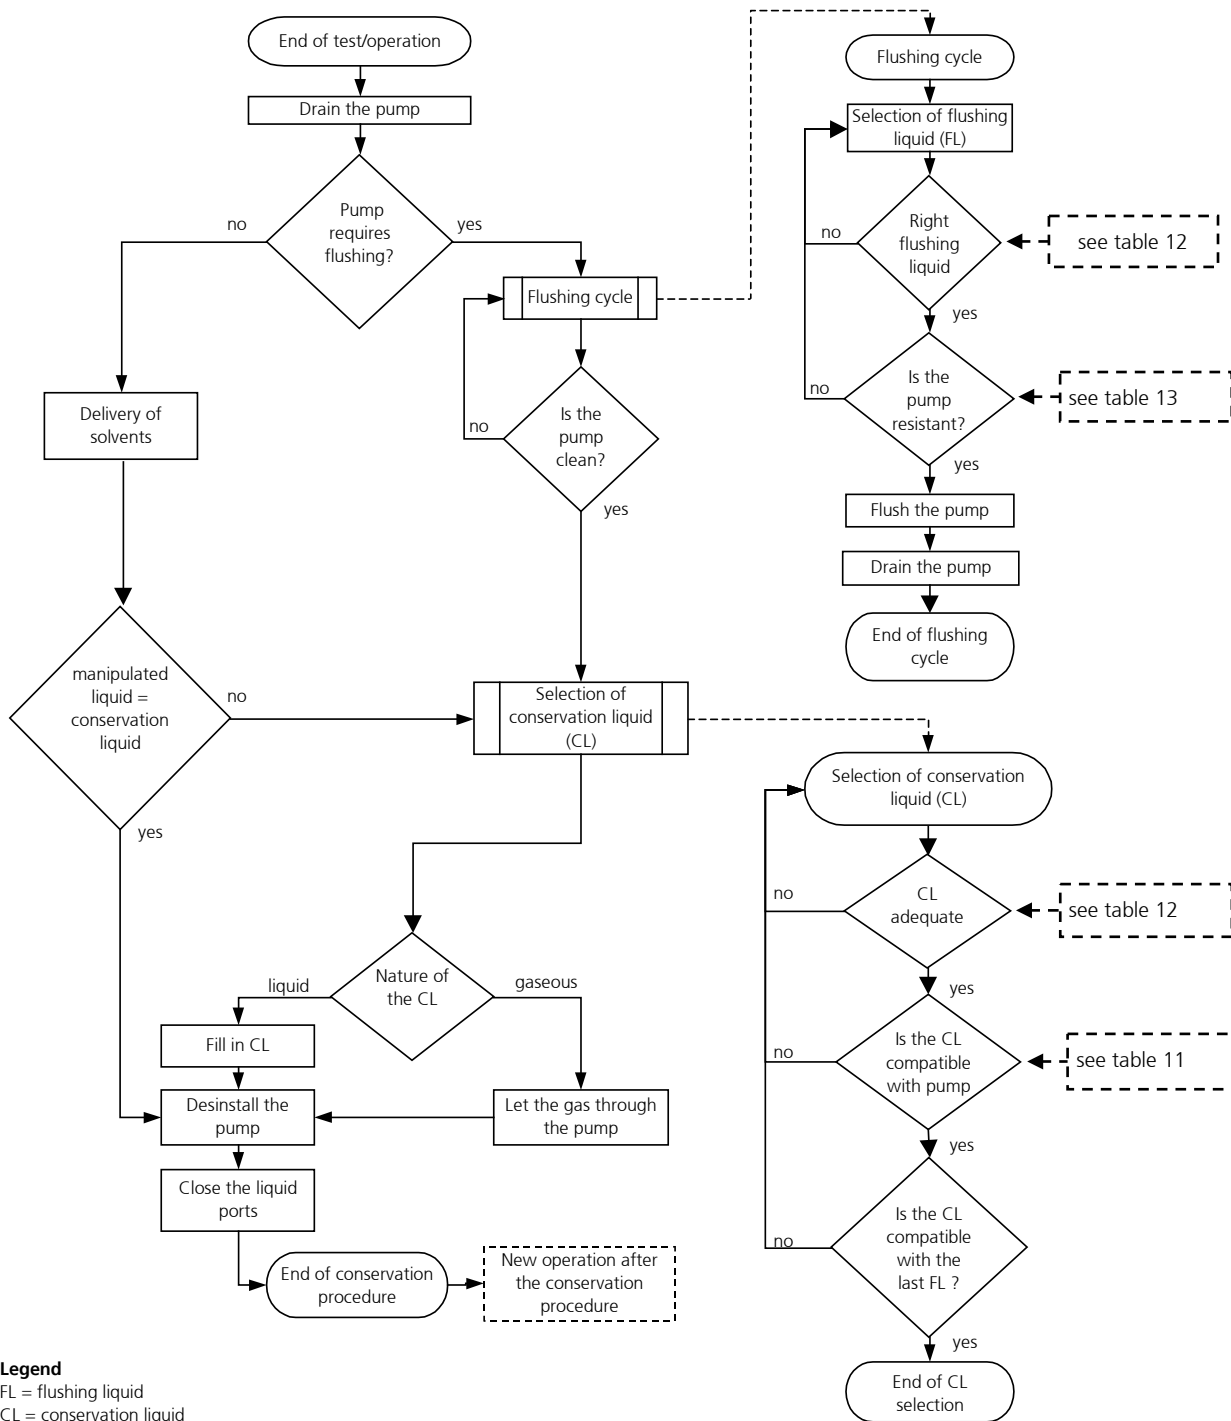 End of test/operation
Drain the pump
Pump
requires
flushing?
no
yes
Flushing cycle
Is the
pump
clean?
no
yes
Delivery of
solvents
manipulated
liquid =
conservation
liquid
no
yes
Selection of
conservation liquid
(CL)
Nature of
the CL
liquid
gaseous
Fill in CL
Desinstall the
pump
Let the gas through
the pump
Close the liquid
ports
End of conservation
procedure
New operation after
the conservation
procedure
Flushing cycle
Selection of flushing
liquid (FL)
Right
flushing
liquid
no
see table 12
yes
Is the
pump
resistant?
no
see table 13
yes
Flush the pump
Drain the pump
End of flushing
cycle
Selection of conservation
liquid (CL)
CL
adequate
no
see table 12
yes
Is the CL
compatible
with pump
no
see table 11
yes
Is the CL
compatible
with the
last FL ?
no
yes
End of CL
selection
Legend
FL = flushing liquid
CL = conservation liquid